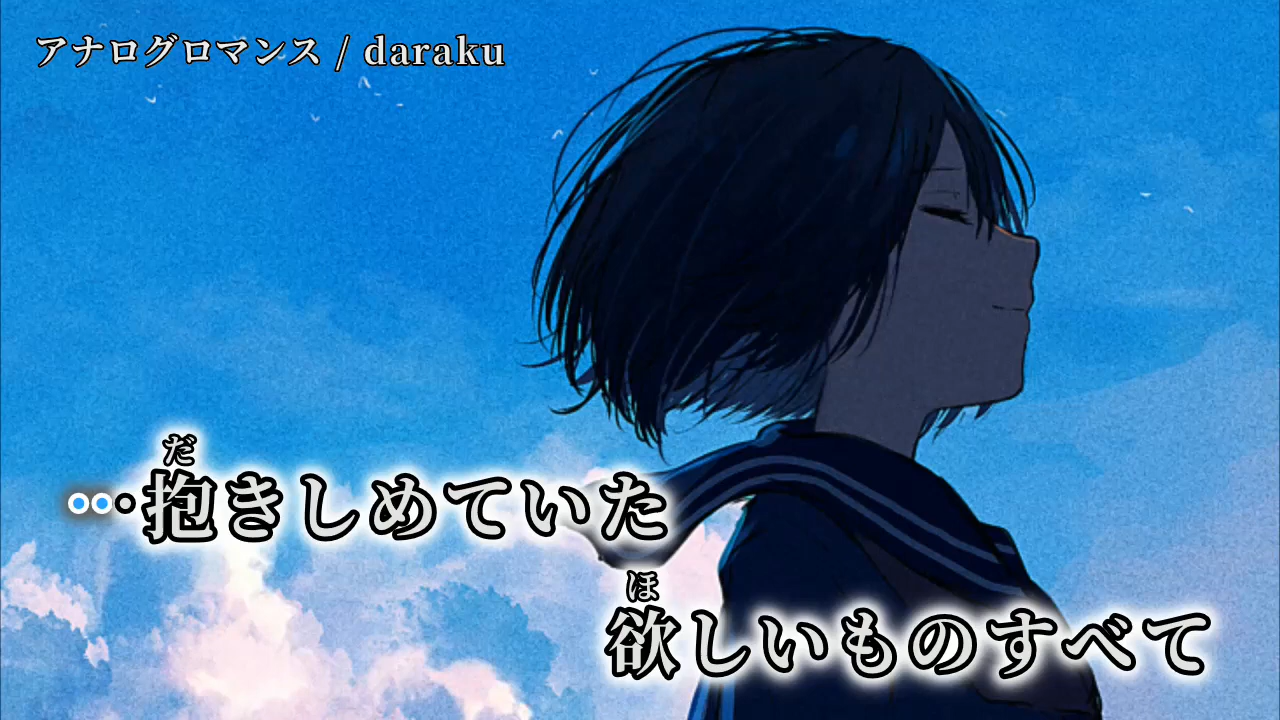 アナログロマンス / daraku
だ
…抱きしめていた
ほ
欲しいものすべて